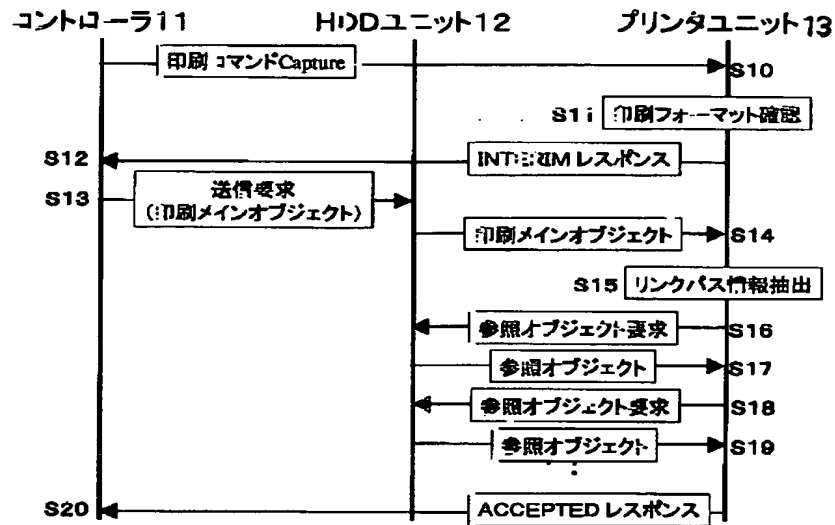 コントローラ11 HDDユニット12 プリンタユニット13
印刷コマンドCapture
S10
S11 印刷フォーマット確認
S12 INTERIMレスポンス
S13 送信要求
(印刷メインオブジェクト)
印刷メインオブジェクト S14
S15 リンクパス情報抽出
参照オブジェクト要求 S16
参照オブジェクト S17
参照オブジェクト要求 S18
参照オブジェクト S19
S20 ACCEPTEDレスポンス